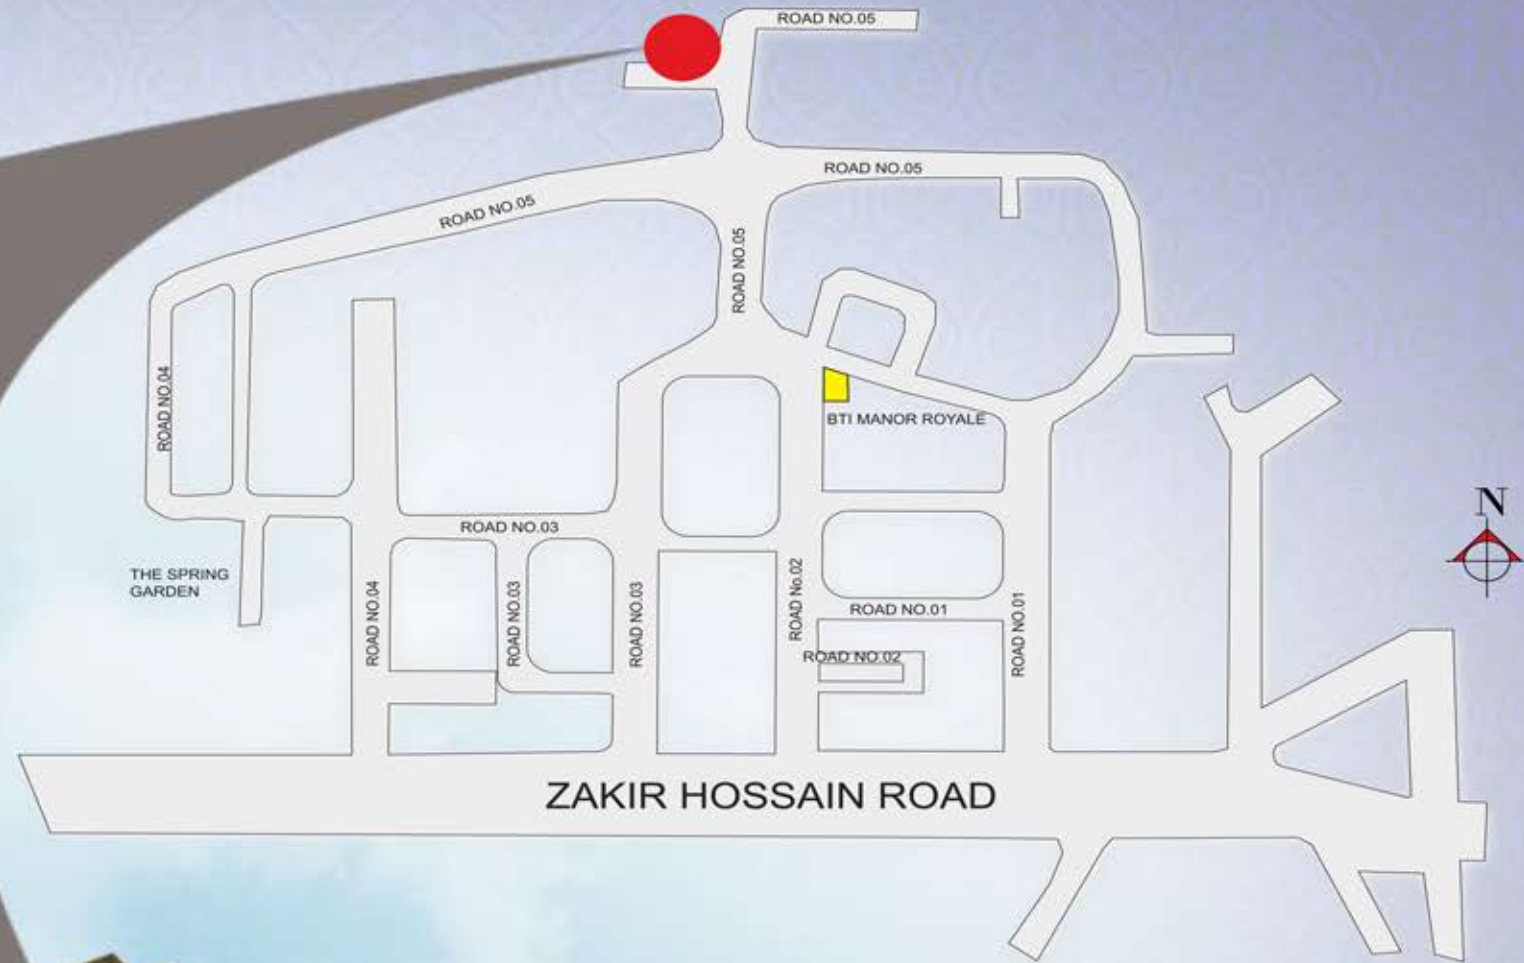 ROAD NO.05
ROAD NO.05
ROAD NO.05
ROAD NO.05
ROAD NO.04
BTI MANOR ROYALE
N
ROAD NO.03
THE SPRING
GARDEN
ROAD NO.04
ROAD NO.03
ROAD NO.03
ROAD No.02
ROAD NO.01
ROAD NO.01
ROAD NO.02
ZAKIR HOSSAIN ROAD